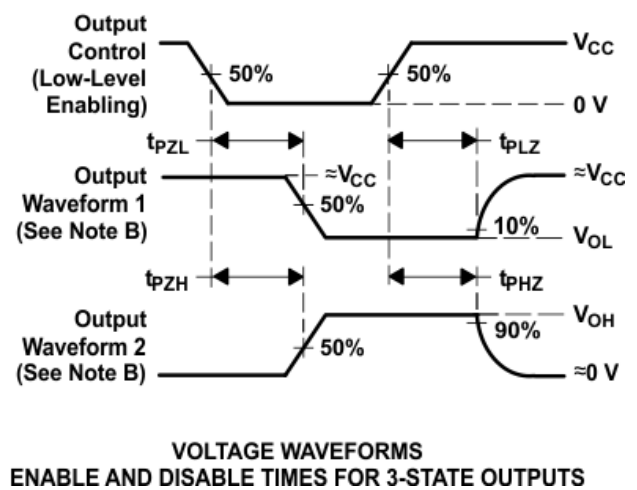 Output
Control
(Low-Level
Enabling)
50%
50%
VCC
0 V
tPZL
tPLZ
Output
Waveform 1
(See Note B)
≈VCC
50%
≈VCC
10%
VOL
tPZH
tPHZ
Output
Waveform 2
(See Note B)
50%
VOH
90%
≈0 V
VOLTAGE WAVEFORMS
ENABLE AND DISABLE TIMES FOR 3-STATE OUTPUTS